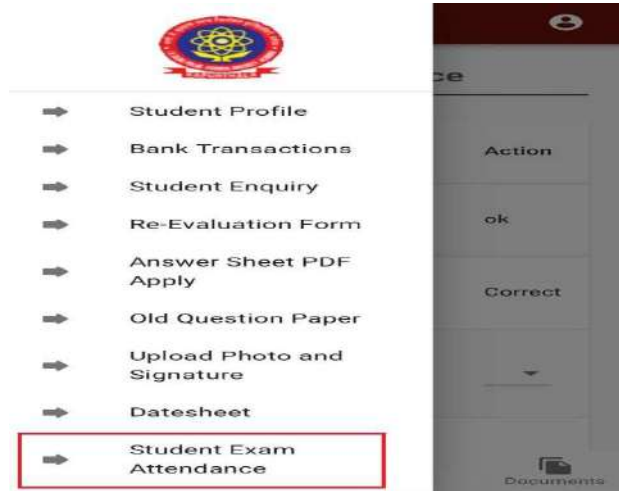 ce
Student Profile
Bank Transactions
Action
Student Enquiry
Re-Evaluation Form
ok
Answer Sheet PDF
Apply
Correct
Old Question Paper
Upload Photo and
Signature
Datesheet
Student Exam
Attendance
Documents